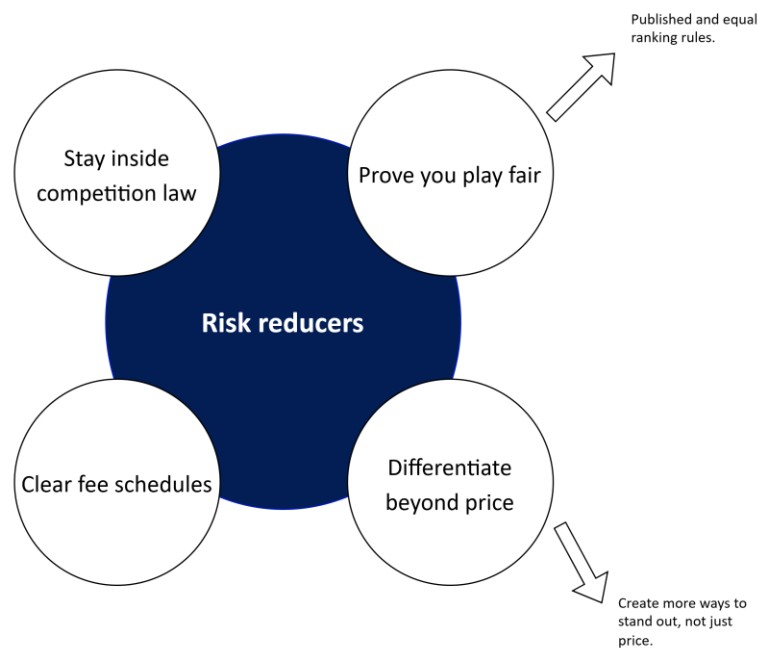 Published and equal
ranking rules.
Stay inside
competition law
Prove you play fair
Risk reducers
Clear fee schedules
Differentiate
beyond price
Create more ways to
stand out, not just
price.